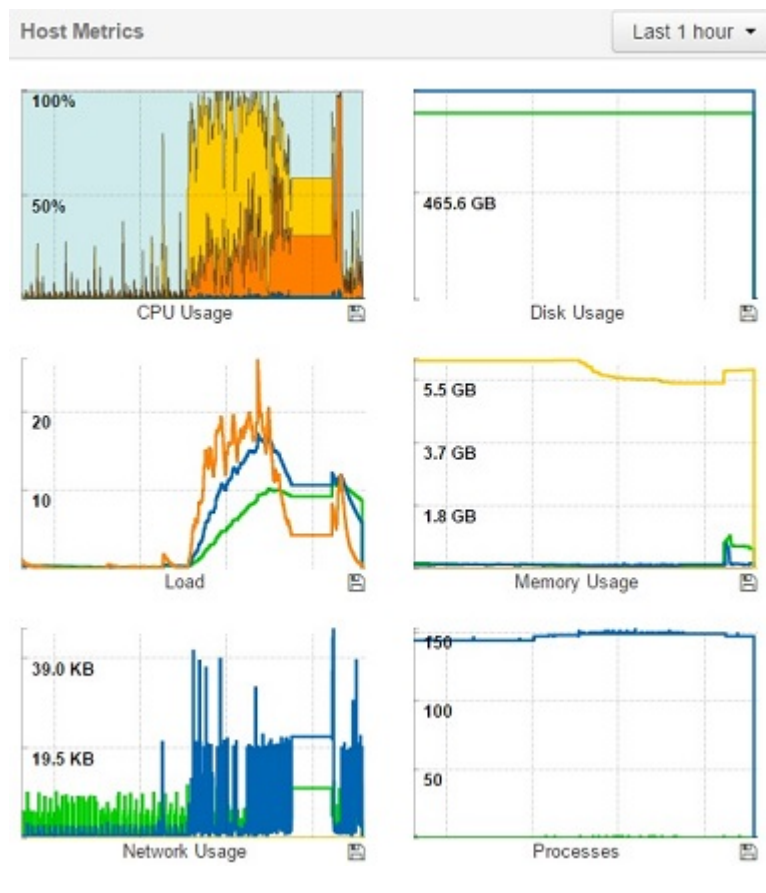 Host Metrics
Last 1 hour
100%
50%
CPU Usage
465.6 GB
Disk Usage
20
10
Load
5.5 GB
3.7 GB
1.8 GB
Memory Usage
39.0 KB
19.5 KB
Network Usage
150
100
50
Processes